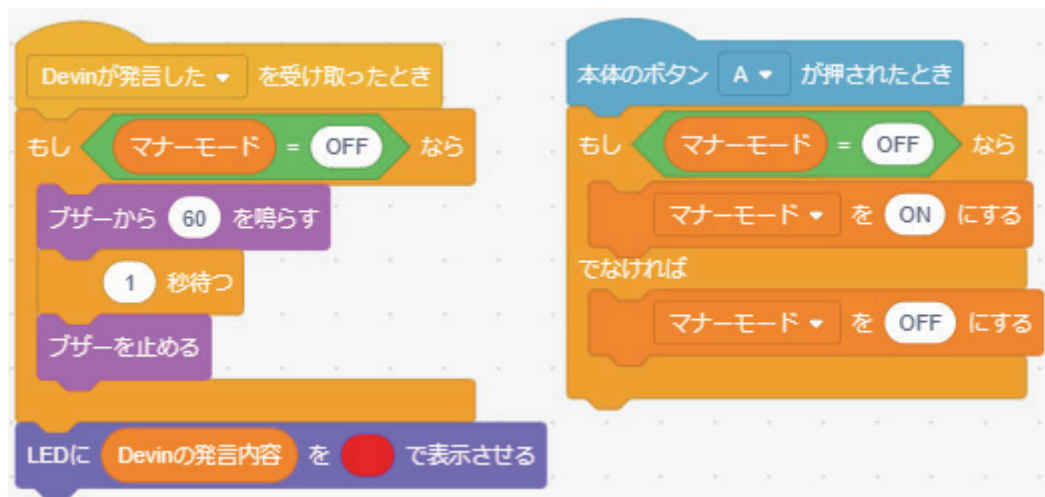 Devinが発言した を受け取ったとき
もし マナーモード = OFF なら
ブザーから 60 を鳴らす
1 秒待つ
ブザーを止める
LEDに Devinの発言内容 を で表示させる
本体のボタン A が押されたとき
もし マナーモード = OFF なら
マナーモード を ON にする
でなければ
マナーモード を OFF にする